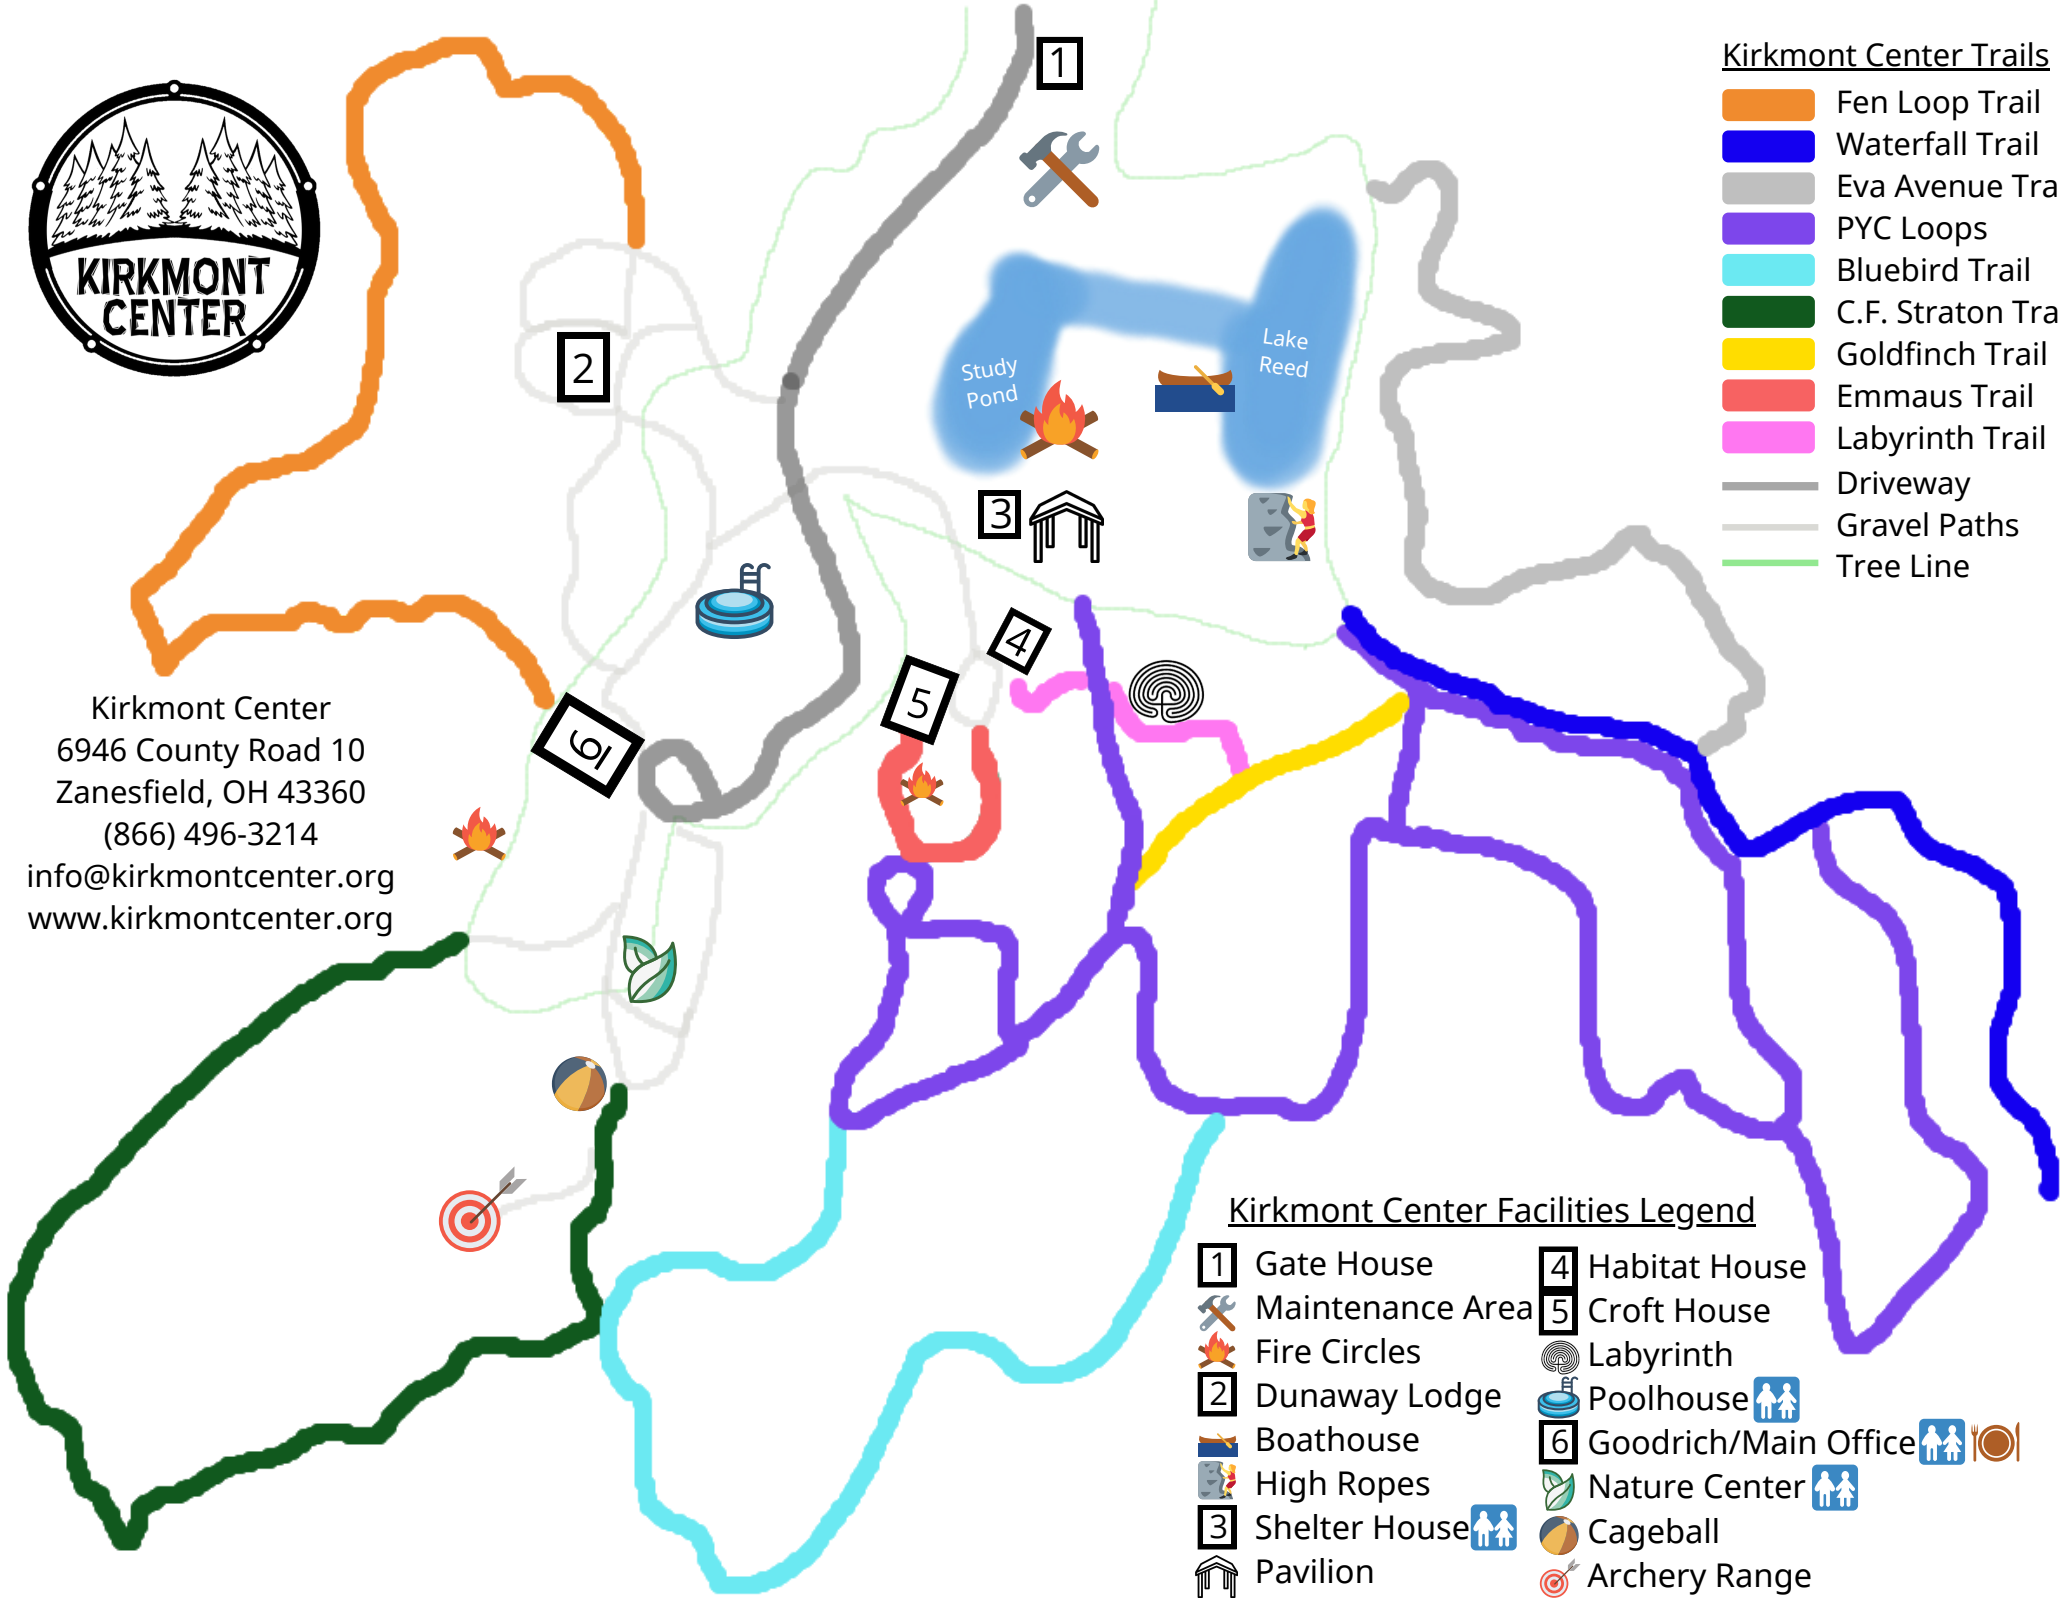 KIRKMONT
CENTER
1
2
Study
Pond
Lake
Reed
3
4
5
6
Kirkmont Center
6946 County Road 10
Zanesfield, OH 43360
(866) 496-3214
info@kirkmontcenter.org
www.kirkmontcenter.org
Kirkmont Center Trails
Fen Loop Trail
Waterfall Trail
Eva Avenue Tra
PYC Loops
Bluebird Trail
C.F. Straton Tra
Goldfinch Trail
Emmaus Trail
Labyrinth Trail
Driveway
Gravel Paths
Tree Line
Kirkmont Center Facilities Legend
1 Gate House
Maintenance Area
Fire Circles
2 Dunaway Lodge
Boathouse
High Ropes
3 Shelter House
Pavilion
4 Habitat House
5 Croft House
Labyrinth
Poolhouse
6 Goodrich/Main Office
Nature Center
Cageball
Archery Range